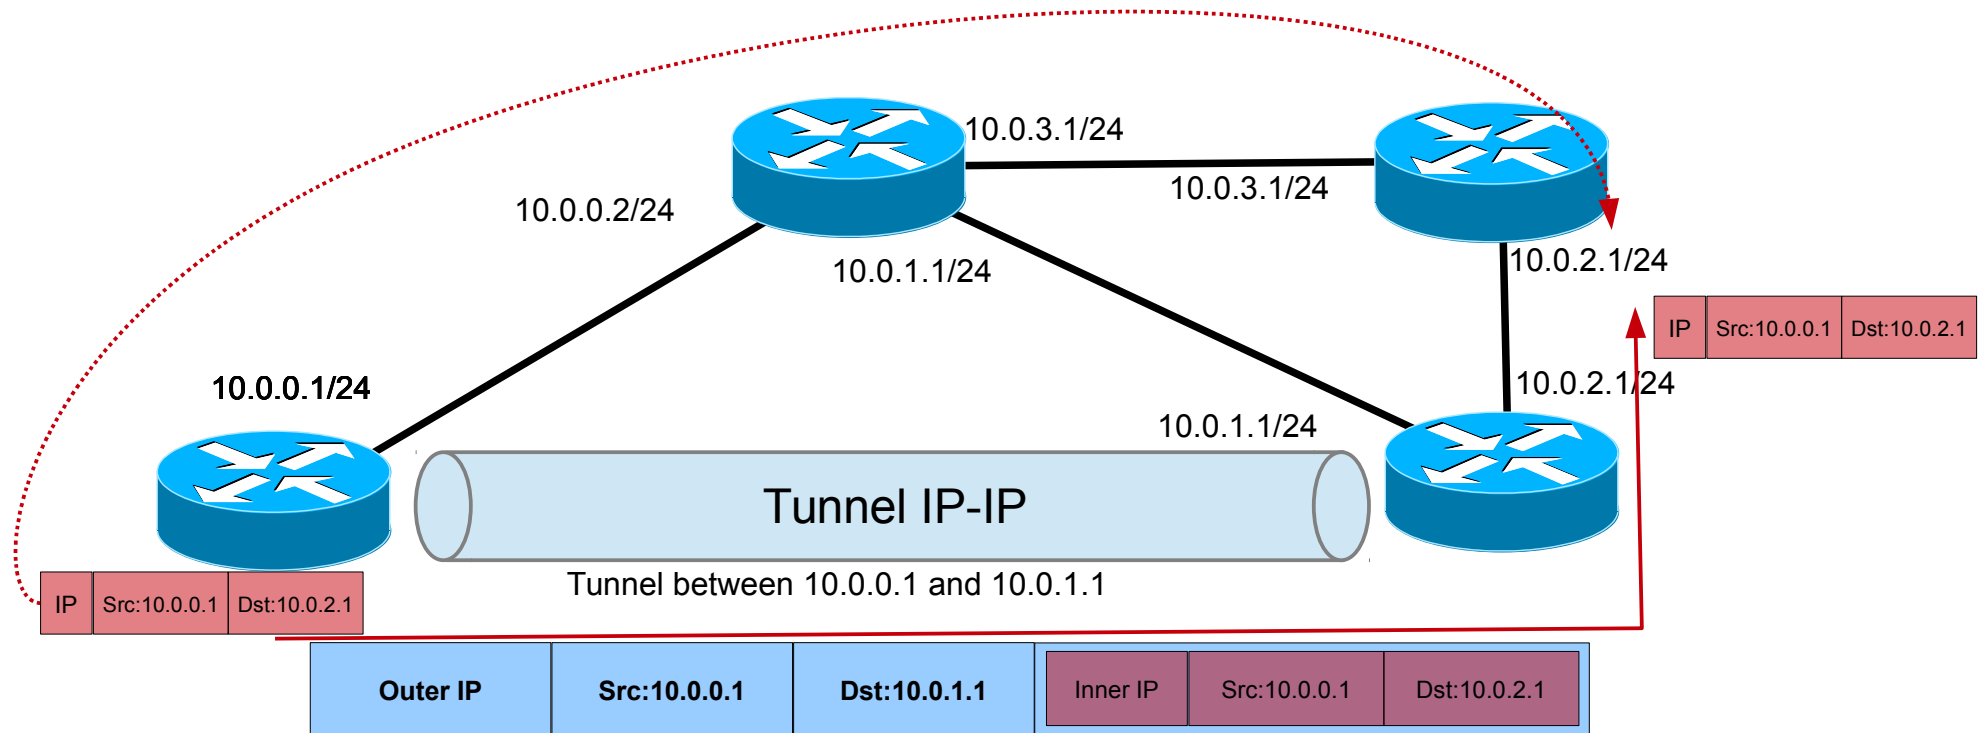 10.0.3.1/24
10.0.3.1/24
10.0.0.2/24
10.0.1.1/24
10.0.2.1/24
IP Src:10.0.0.1 Dst:10.0.2.1
10.0.0.1/24
10.0.2.1/24
10.0.1.1/24
Tunnel IP-IP
Tunnel between 10.0.0.1 and 10.0.1.1
IP Src:10.0.0.1 Dst:10.0.2.1
Outer IP Src:10.0.0.1 Dst:10.0.1.1 Inner IP Src:10.0.0.1 Dst:10.0.2.1